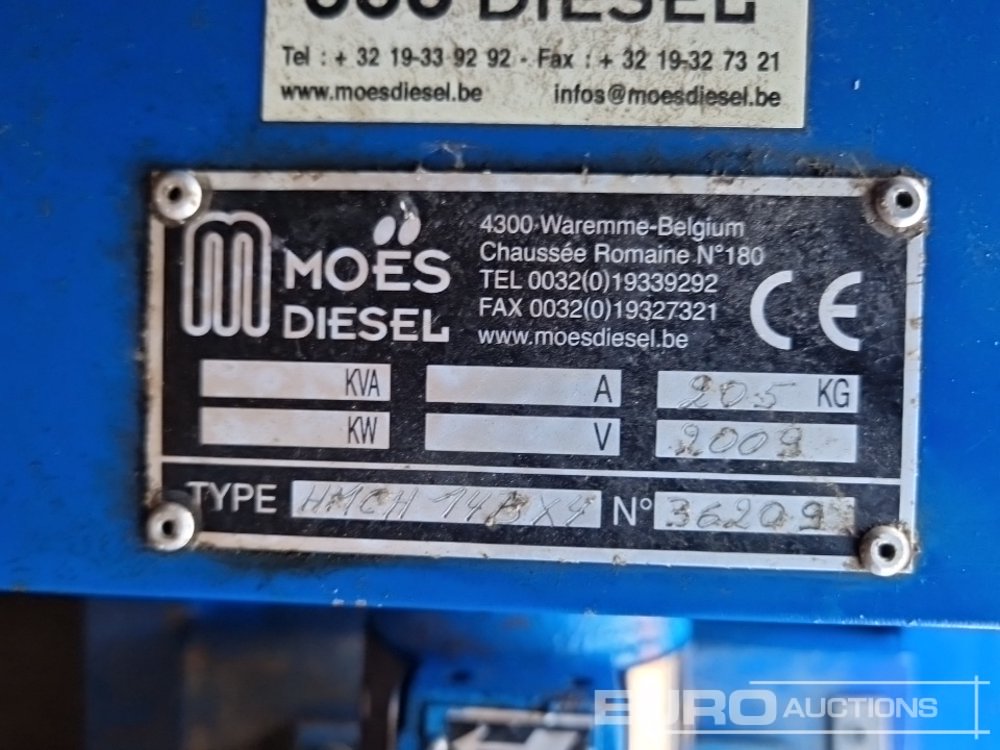 DIESEL
Tel : + 32 19-33 92 92 - Fax : + 32 19-32 73 21
www.moesdiesel.be infos@moesdiesel.be
MOËS
DIESEL
4300 Waremme-Belgium
Chaussée Romaine N°180
TEL 0032(0)19339292
FAX 0032(0)19327321
www.moesdiesel.be
CE
KVA A 205 KG
KW V 2009
TYPE HMCH 14BX4 N° 36209
EURO AUCTIONS